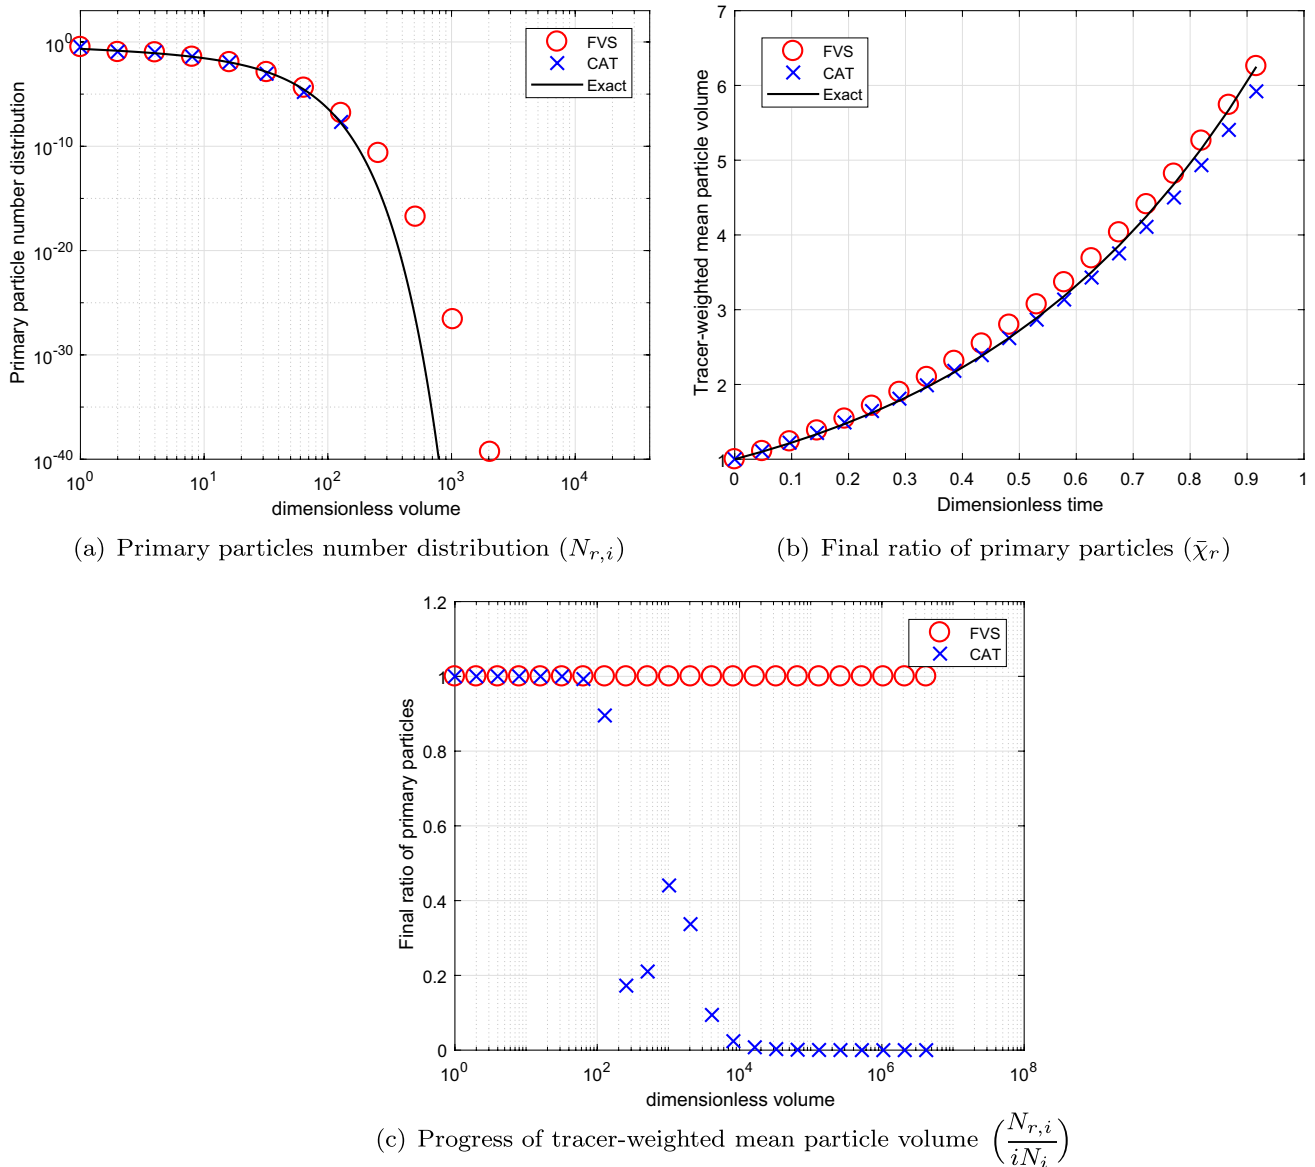 10^0
10^-10
10^-20
10^-30
10^-40
Primary particle number distribution
FVS
CAT
Exact
10^0 10^1 10^2 10^3 10^4
dimensionless volume
(a) Primary particles number distribution (N_{r,i})
7
6
5
4
3
2
1
Tracer-weighted mean particle volume
FVS
CAT
Exact
0 0.1 0.2 0.3 0.4 0.5 0.6 0.7 0.8 0.9 1
Dimensionless time
(b) Final ratio of primary particles (χ̄_r)
1.2
1
0.8
0.6
0.4
0.2
0
Final ratio of primary particles
FVS
CAT
10^0 10^2 10^4 10^6 10^8
dimensionless volume
(c) Progress of tracer-weighted mean particle volume (N_{r,i}/iN_i)